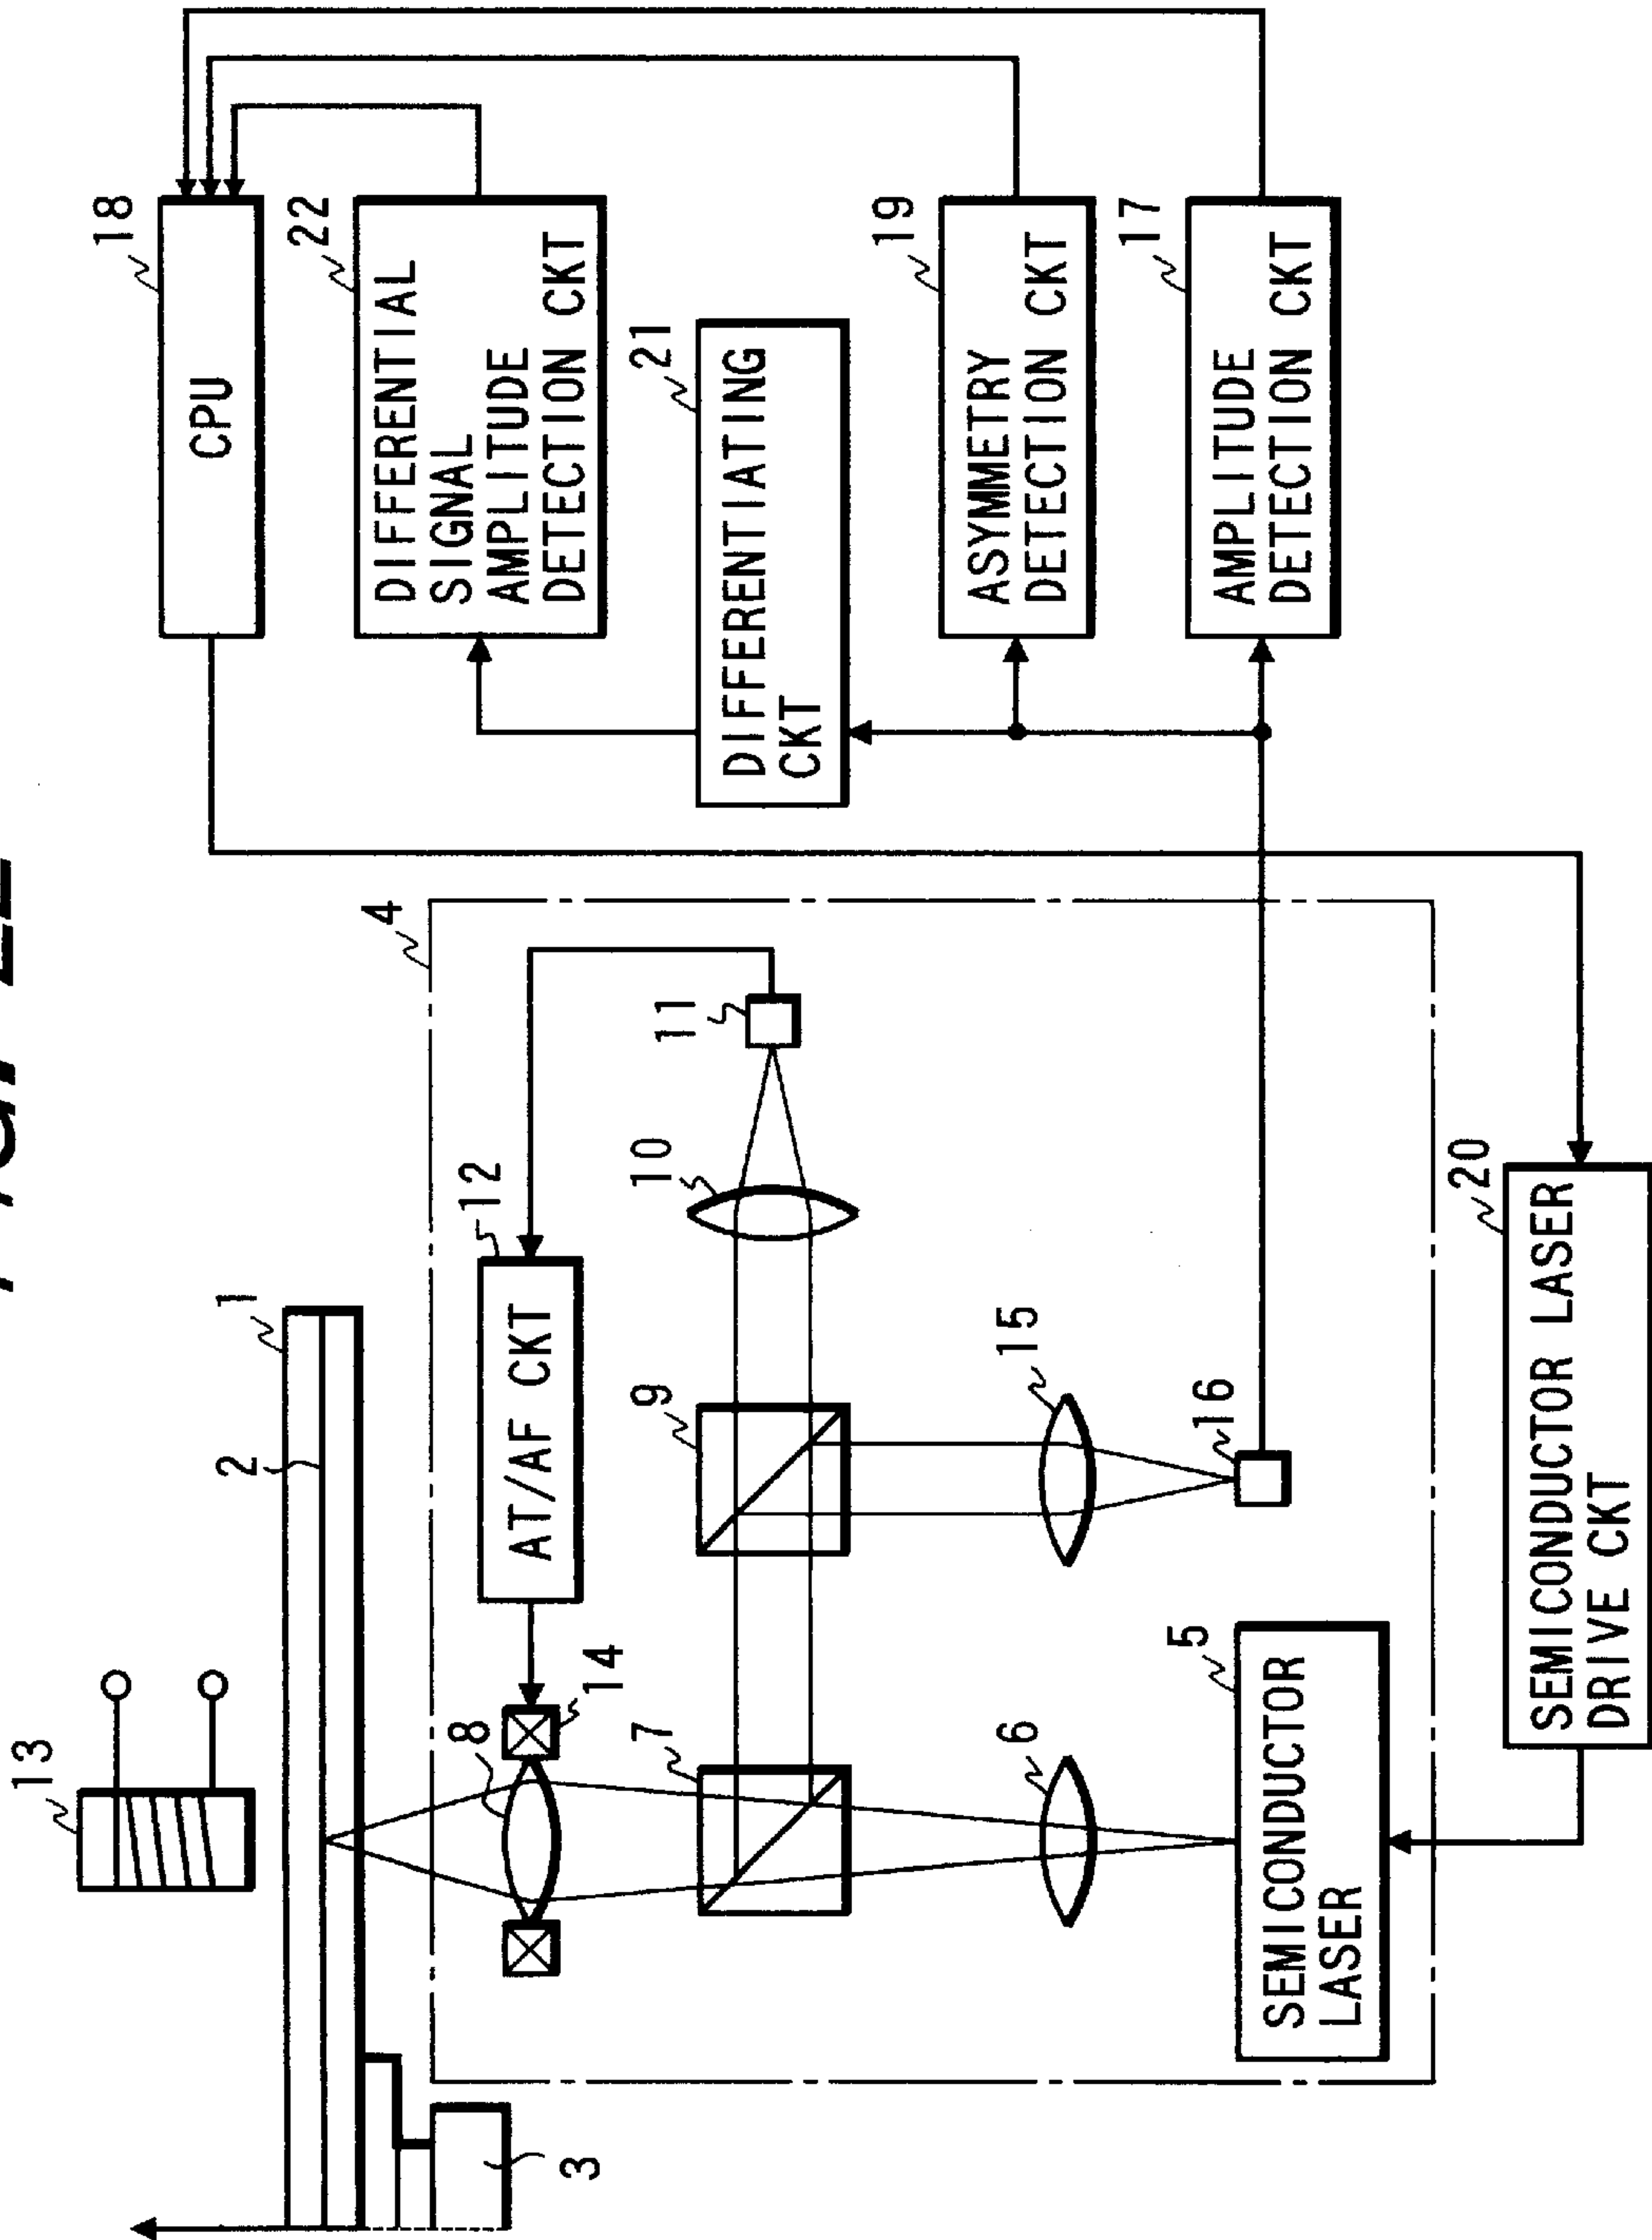 13
18
CPU
1
2
22
DIFFERENTIAL
SIGNAL
AMPLITUDE
DETECTION CKT
4
12
AT/AF CKT
8
14
3
7
9
10
11
21
DIFFERENTIATING
CKT
19
ASYMMETRY
DETECTION CKT
6
15
17
AMPLITUDE
DETECTION CKT
5
16
SEMICONDUCTOR
LASER
20
SEMICONDUCTOR LASER
DRIVE CKT